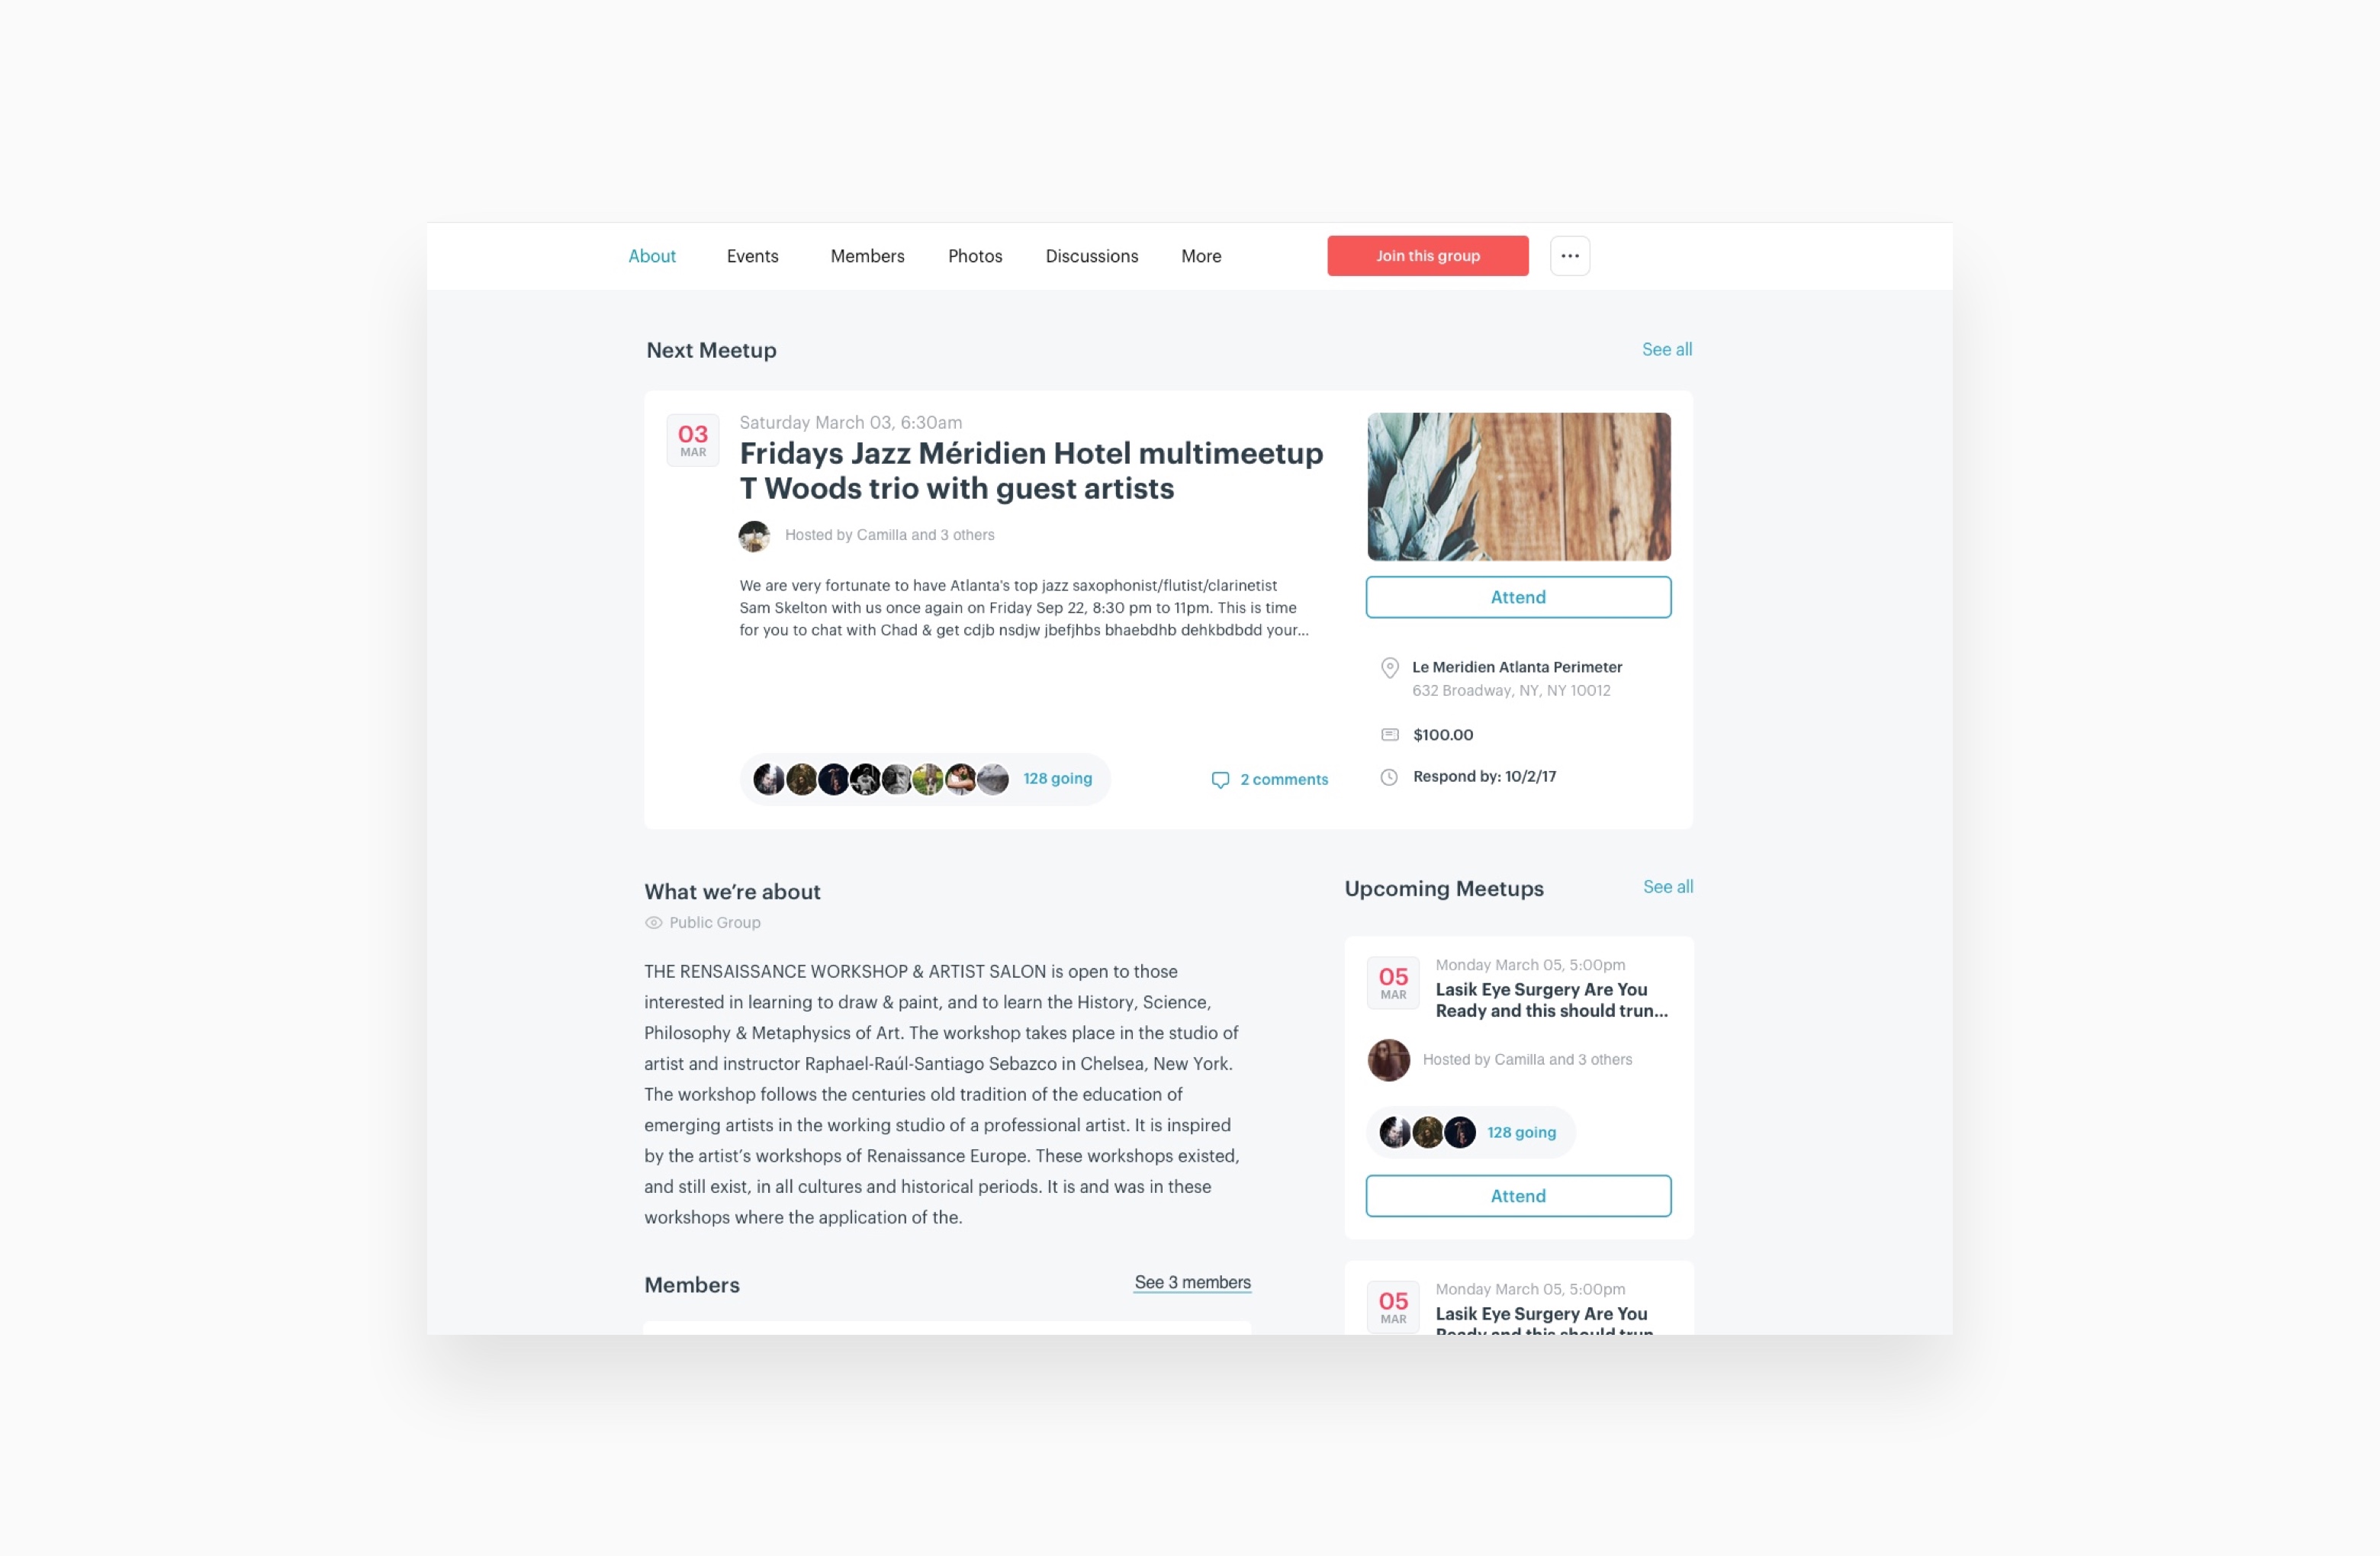 About Events Members Photos Discussions More Join this group
Next Meetup See all
03
MAR
Saturday March 03, 6:30am
Fridays Jazz Méridien Hotel multimeetup
T Woods trio with guest artists
Hosted by Camilla and 3 others
We are very fortunate to have Atlanta's top jazz saxophonist/flutist/clarinetist
Sam Skelton with us once again on Friday Sep 22, 8:30 pm to 11pm. This is time
for you to chat with Chad & get cdjb nsdjw jbefjhbs bhaebdhb dehkbdbdd your...
128 going
2 comments
Attend
Le Meridien Atlanta Perimeter
632 Broadway, NY, NY 10012
$100.00
Respond by: 10/2/17
What we’re about
Public Group
THE RENSAISSANCE WORKSHOP & ARTIST SALON is open to those
interested in learning to draw & paint, and to learn the History, Science,
Philosophy & Metaphysics of Art. The workshop takes place in the studio of
artist and instructor Raphael-Raúl-Santiago Sebazco in Chelsea, New York.
The workshop follows the centuries old tradition of the education of
emerging artists in the working studio of a professional artist. It is inspired
by the artist’s workshops of Renaissance Europe. These workshops existed,
and still exist, in all cultures and historical periods. It is and was in these
workshops where the application of the.
Members See 3 members
Upcoming Meetups See all
05
MAR
Monday March 05, 5:00pm
Lasik Eye Surgery Are You
Ready and this should trun...
Hosted by Camilla and 3 others
128 going
Attend
05
MAR
Monday March 05, 5:00pm
Lasik Eye Surgery Are You
Ready and this should trun